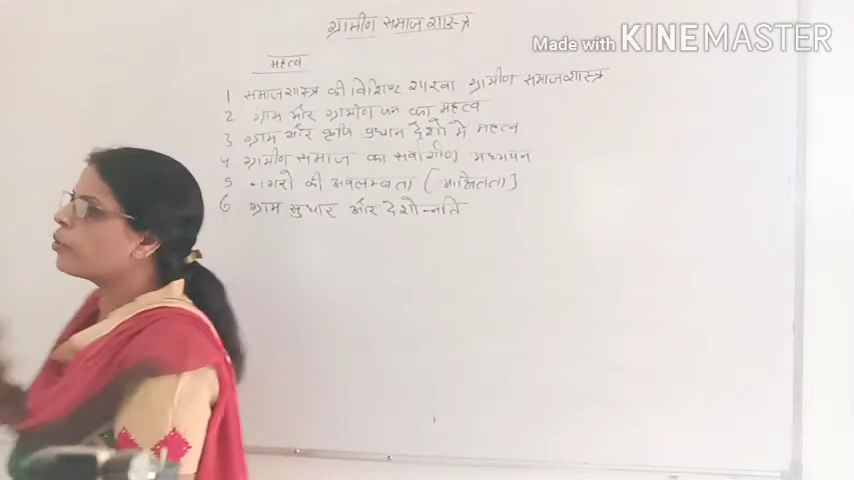 ग्रामीण समाज शास्त्र
Made with KINEMASTER
महत्व
1 समाजशास्त्र की विशिष्ट शाखा ग्रामीण समाजशास्त्र
2 ग्राम और ग्रामीण जन का महत्व
3 ग्राम और कृषि प्रधान देशो मे महत्व
4 ग्रामीण समाज का सर्वागीण अध्ययन
5 नगरो की अवलम्बता (आश्रितता)
6 ग्राम सुधार और देशोन्नति